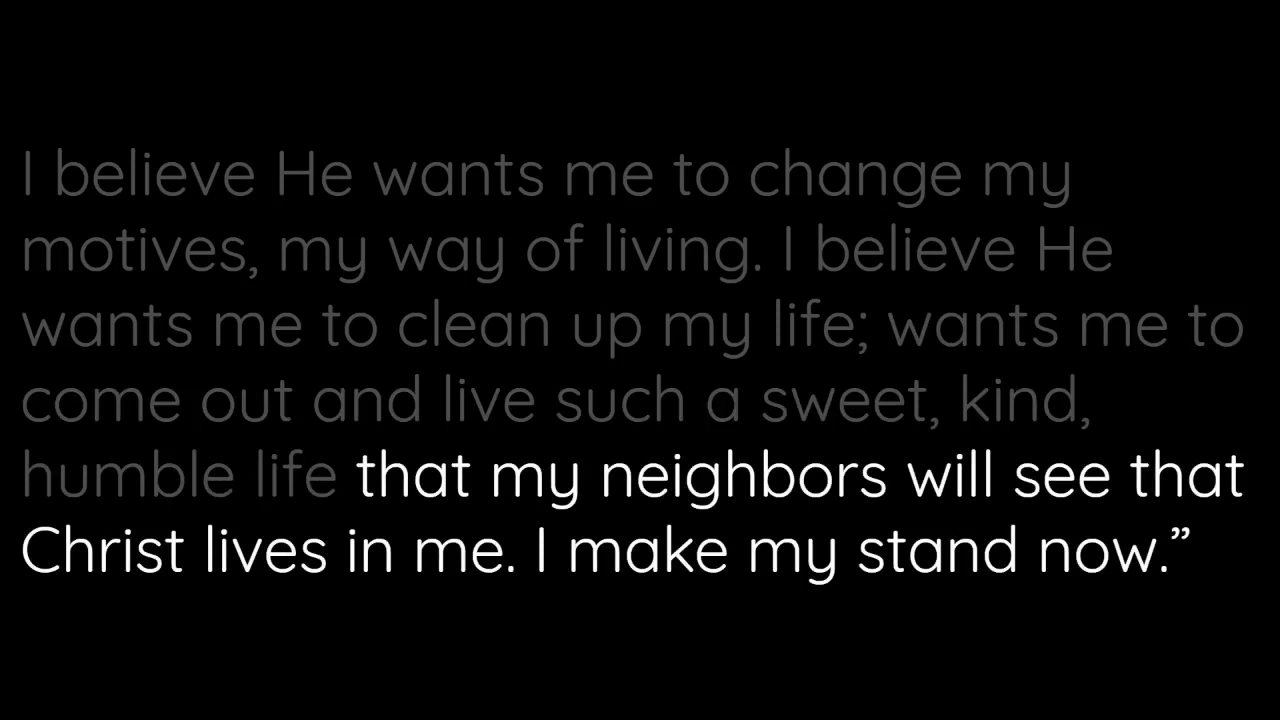 I believe He wants me to change my
motives, my way of living. I believe He
wants me to clean up my life; wants me to
come out and live such a sweet, kind,
humble life that my neighbors will see that
Christ lives in me. I make my stand now.”